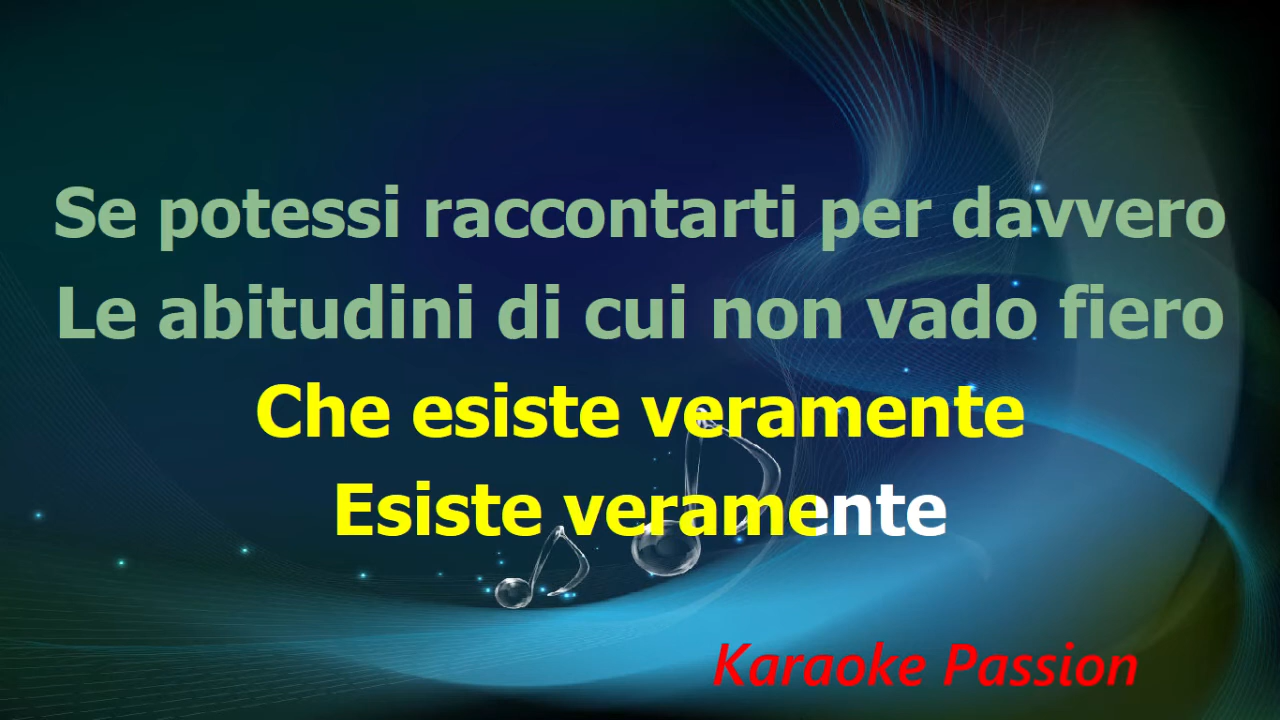 Se potessi raccontarti per davvero
Le abitudini di cui non vado fiero
Che esiste veramente
Esiste veramente
Karaoke Passion